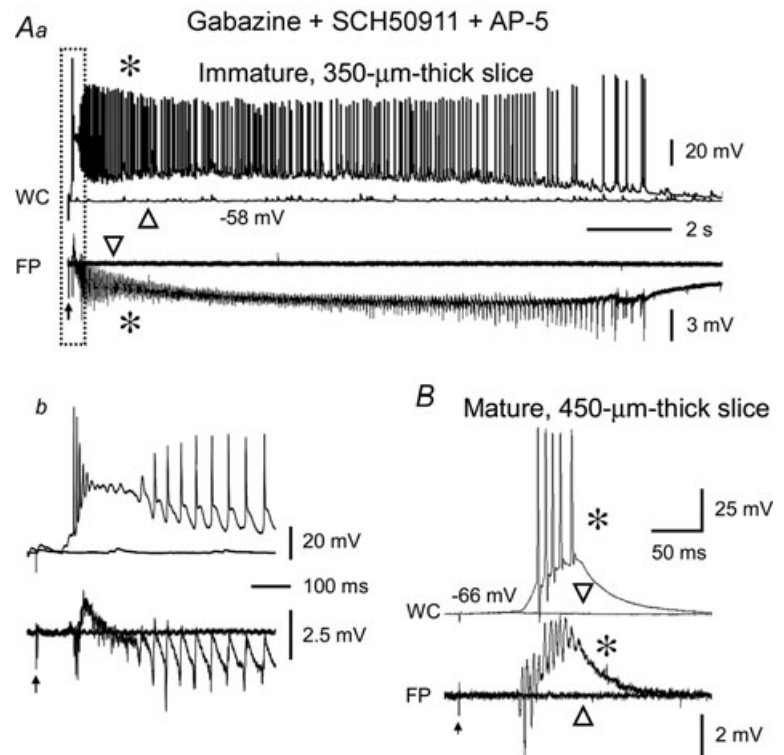 Gabazine + SCH50911 + AP-5
Aa
Immature, 350-μm-thick slice
*
20 mV
WC
-58 mV
2 s
FP
*
3 mV
b
20 mV
100 ms
2.5 mV
B
Mature, 450-μm-thick slice
*
25 mV
50 ms
-66 mV
WC
*
FP
2 mV